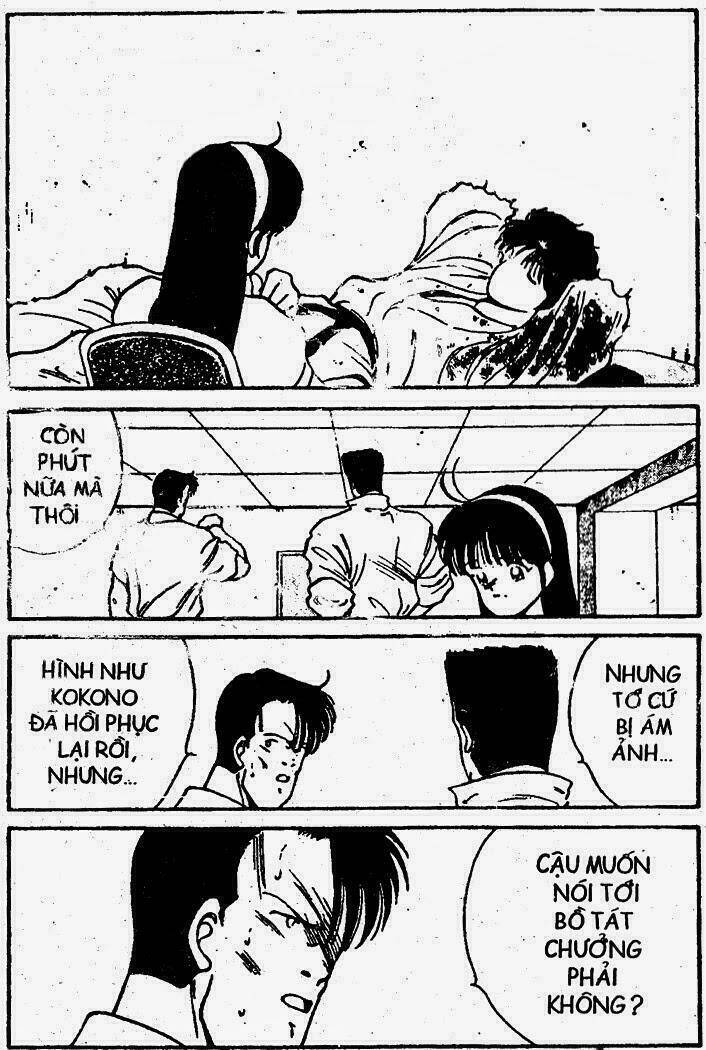 CÒN
PHÚT
NỮA MÀ
THÔI
NHƯNG
TỚ CỨ
BỊ ÁM
ẢNH...
HÌNH NHƯ
KOKONO
ĐÃ HỒI PHỤC
LẠI RỒI,
NHƯNG...
CẬU MUỐN
NÓI TỚI
BỒ TÁT
CHƯỞNG
PHẢI
KHÔNG?